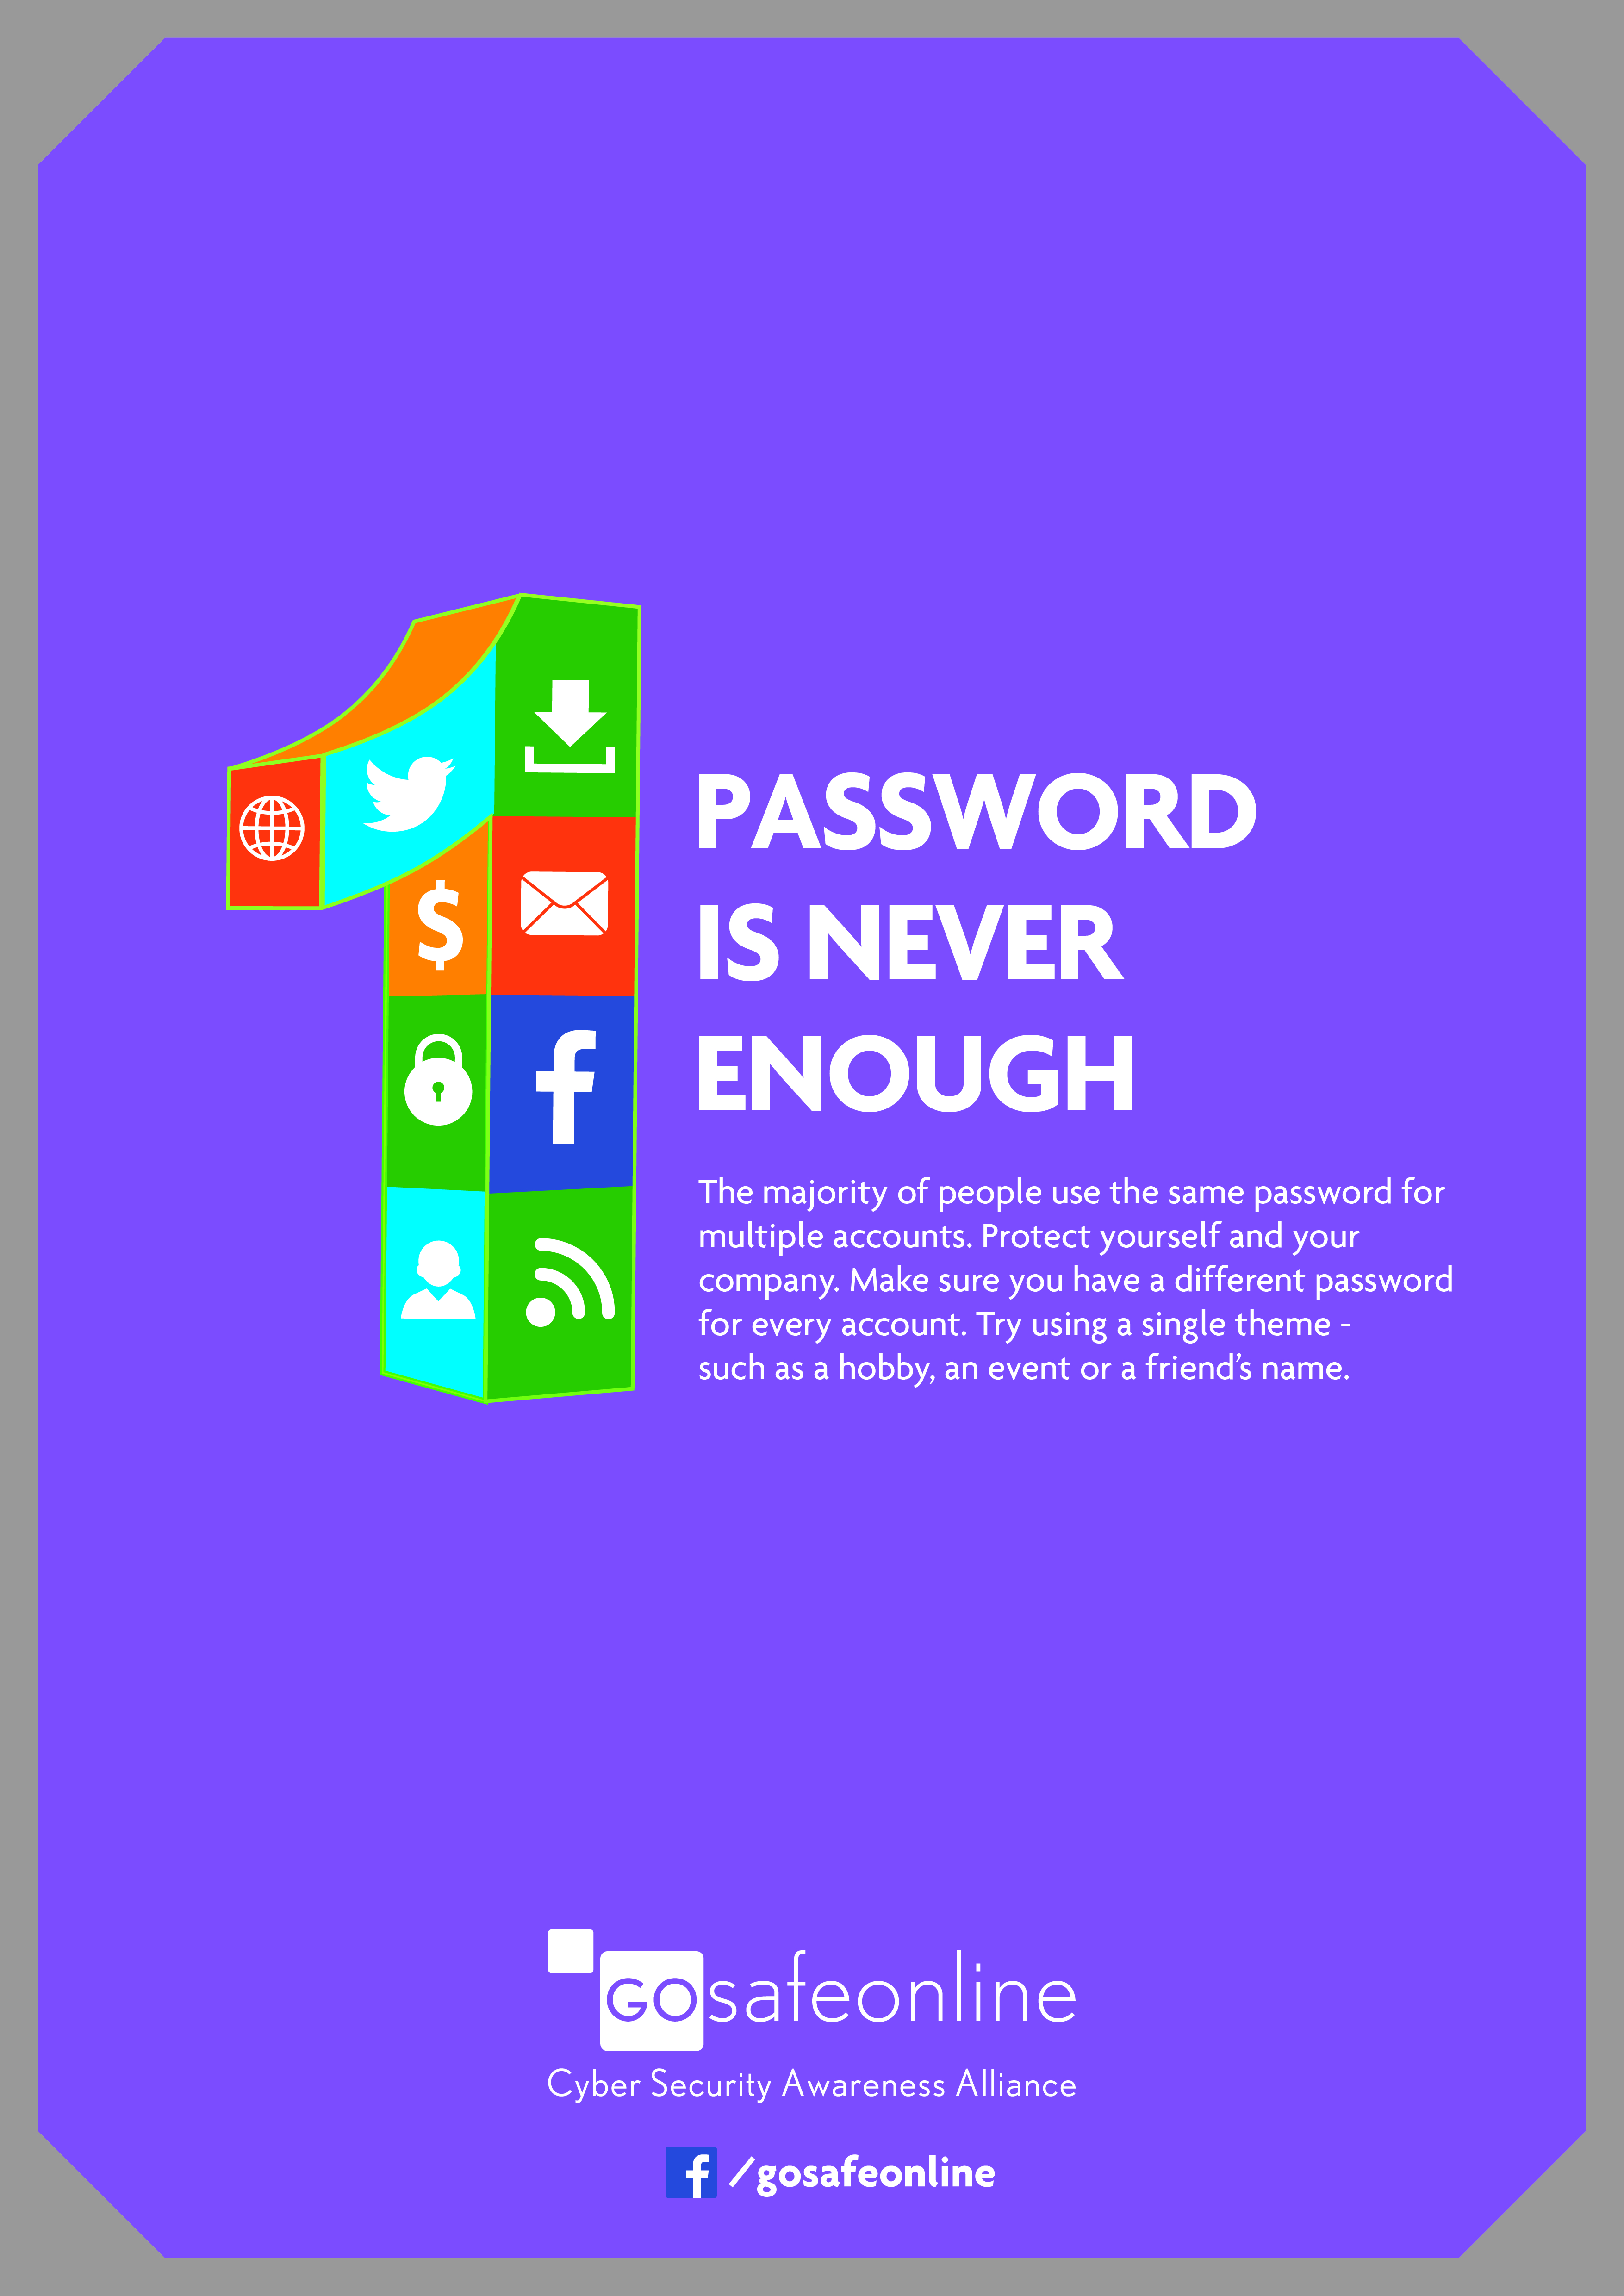 1
PASSWORD
IS NEVER
ENOUGH
The majority of people use the same password for
multiple accounts. Protect yourself and your
company. Make sure you have a different password
for every account. Try using a single theme -
such as a hobby, an event or a friend’s name.
$
f
GOsafeonline
Cyber Security Awareness Alliance
f /gosafeonline